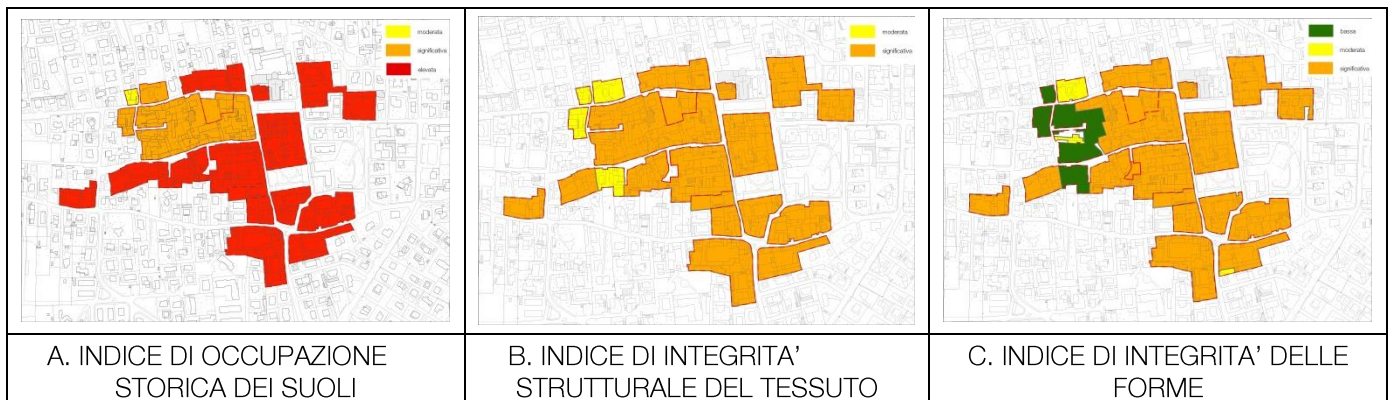 moderata
significativa
elevata
moderata
significativa
bassa
moderata
significativa
A. INDICE DI OCCUPAZIONE
STORICA DEI SUOLI
B. INDICE DI INTEGRITA’
STRUTTURALE DEL TESSUTO
C. INDICE DI INTEGRITA’ DELLE
FORME